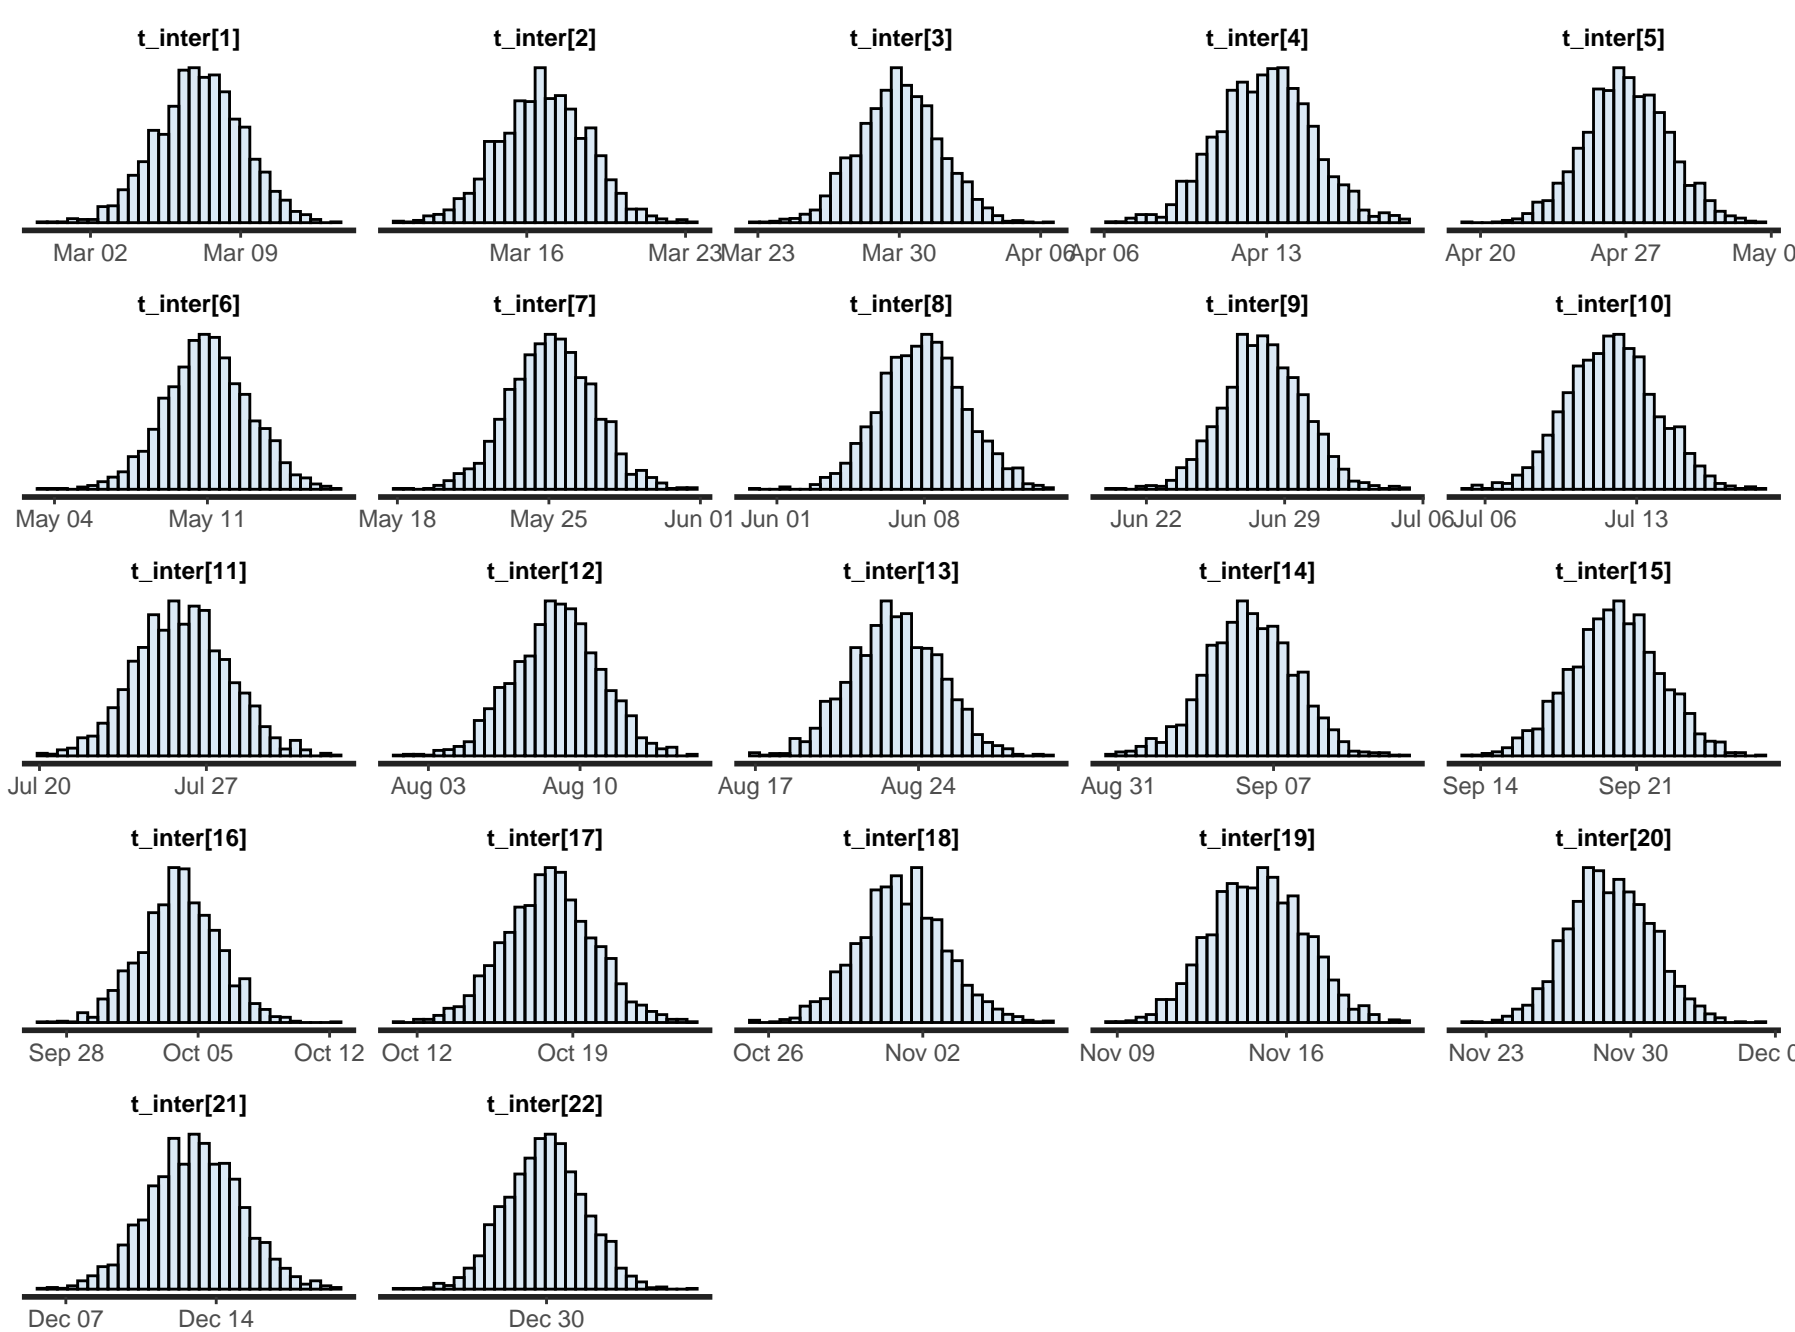 t_inter[1] t_inter[2] t_inter[3] t_inter[4] t_inter[5]
Mar 02 Mar 09 Mar 16 Mar 23 Mar 23 Mar 30 Apr 06 Apr 06 Apr 13 Apr 20 Apr 27 May 0
t_inter[6] t_inter[7] t_inter[8] t_inter[9] t_inter[10]
May 04 May 11 May 18 May 25 Jun 01 Jun 01 Jun 08 Jun 22 Jun 29 Jul 06 Jul 06 Jul 13
t_inter[11] t_inter[12] t_inter[13] t_inter[14] t_inter[15]
Jul 20 Jul 27 Aug 03 Aug 10 Aug 17 Aug 24 Aug 31 Sep 07 Sep 14 Sep 21
t_inter[16] t_inter[17] t_inter[18] t_inter[19] t_inter[20]
Sep 28 Oct 05 Oct 12 Oct 12 Oct 19 Oct 26 Nov 02 Nov 09 Nov 16 Nov 23 Nov 30 Dec 0
t_inter[21] t_inter[22]
Dec 07 Dec 14 Dec 30